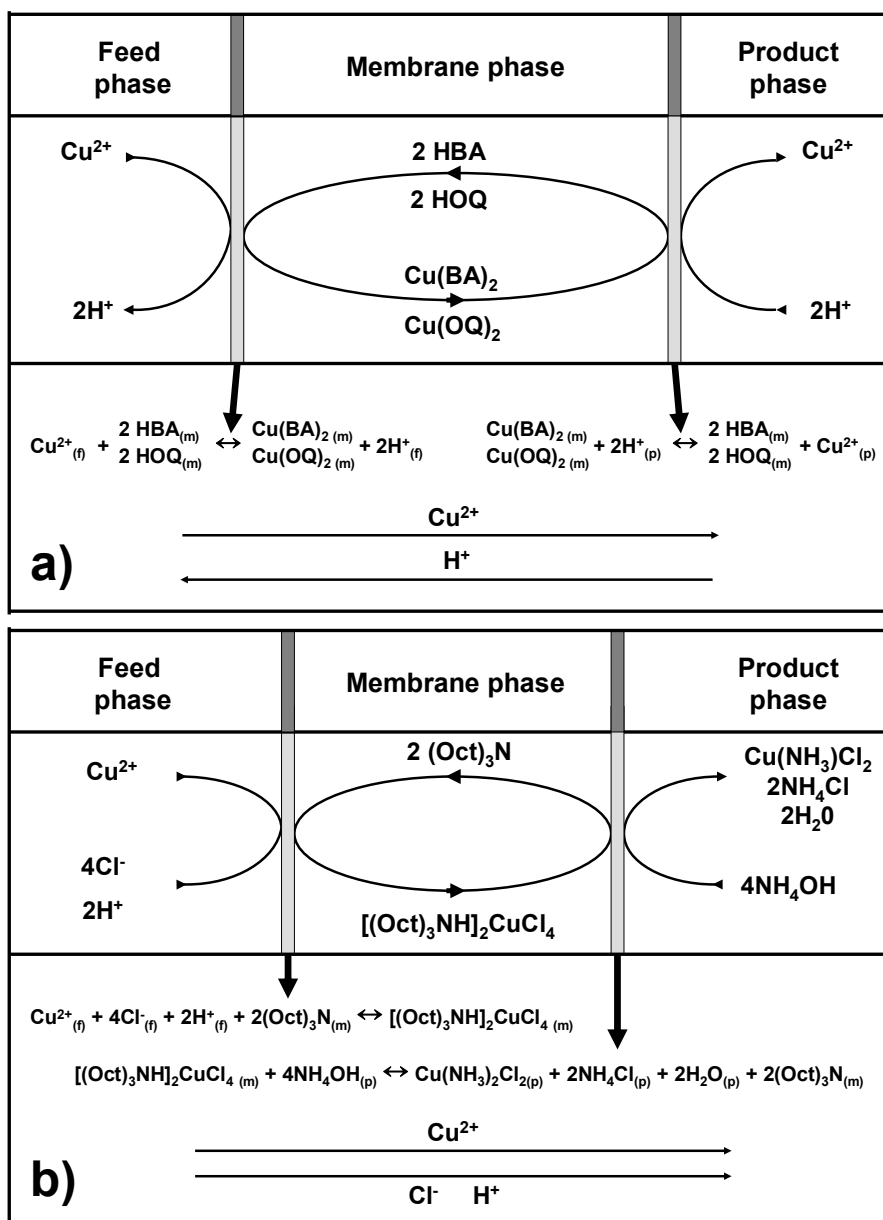 Feed phase
Membrane phase
Product phase
Cu²⁺
2 HBA
2 HOQ
Cu²⁺
2H⁺
Cu(BA)₂
Cu(OQ)₂
2H⁺
Cu²⁺(f) + 2 HBA(m) 2 HOQ(m) ↔ Cu(BA)₂ (m) Cu(OQ)₂ (m) + 2H⁺(f)
Cu(BA)₂ (m) Cu(OQ)₂ (m) + 2H⁺(p) ↔ 2 HBA(m) 2 HOQ(m) + Cu²⁺(p)
Cu²⁺
H⁺
a)
Feed phase
Membrane phase
Product phase
Cu²⁺
2 (Oct)₃N
Cu(NH₃)Cl₂
2NH₄Cl
2H₂0
4Cl⁻
2H⁺
[(Oct)₃NH]₂CuCl₄
4NH₄OH
Cu²⁺(f) + 4Cl⁻(f) + 2H⁺(f) + 2(Oct)₃N(m) ↔ [(Oct)₃NH]₂CuCl₄ (m)
[(Oct)₃NH]₂CuCl₄ (m) + 4NH₄OH(p) ↔ Cu(NH₃)₂Cl₂(p) + 2NH₄Cl(p) + 2H₂O(p) + 2(Oct)₃N(m)
Cu²⁺
Cl⁻ H⁺
b)